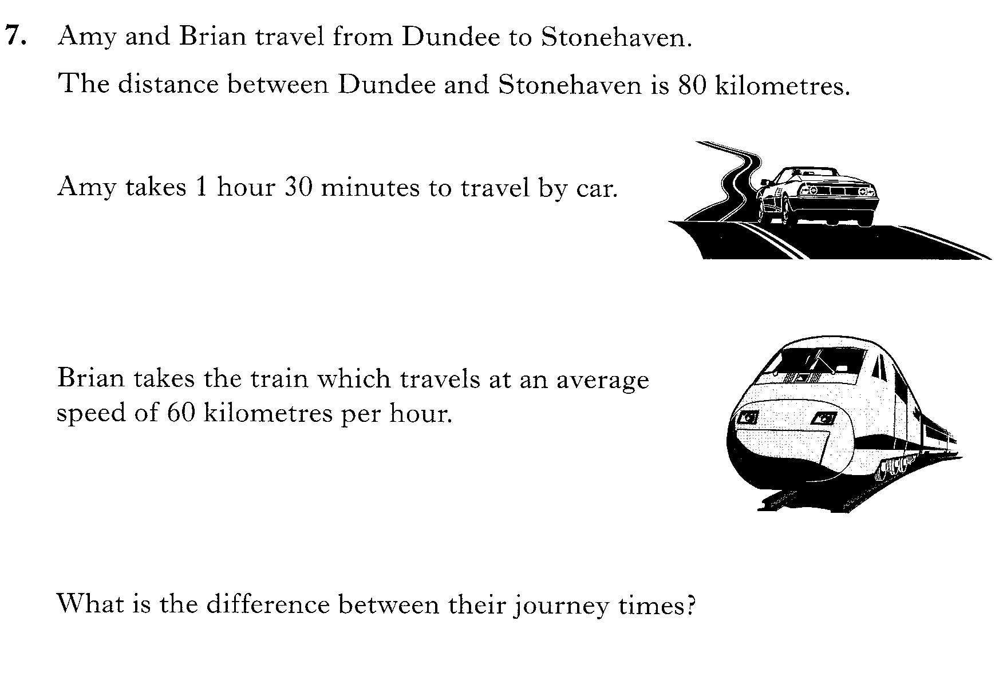 7. Amy and Brian travel from Dundee to Stonehaven.
The distance between Dundee and Stonehaven is 80 kilometres.
Amy takes 1 hour 30 minutes to travel by car.
Brian takes the train which travels at an average
speed of 60 kilometres per hour.
What is the difference between their journey times?